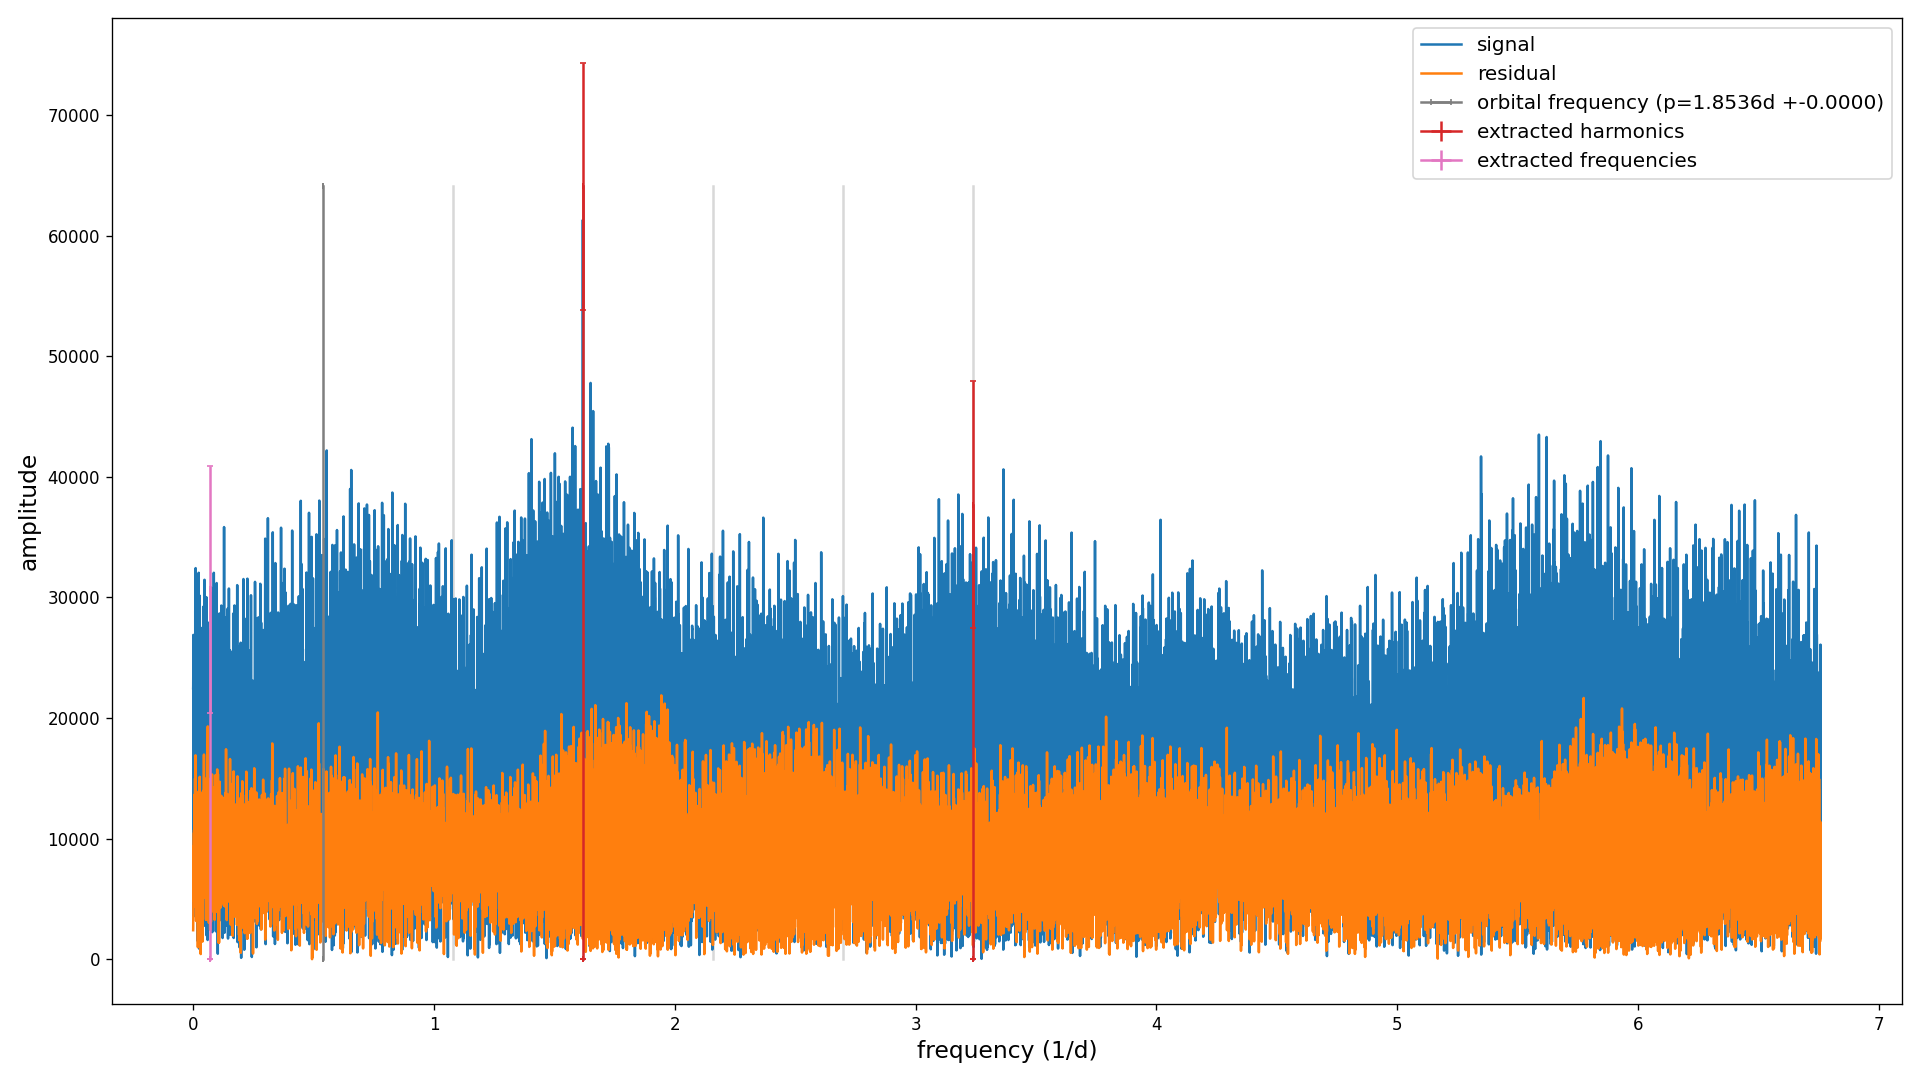 signal
residual
orbital frequency (p=1.8536d +-0.0000)
extracted harmonics
extracted frequencies
70000
60000
50000
40000
30000
20000
10000
0
amplitude
0 1 2 3 4 5 6 7
frequency (1/d)